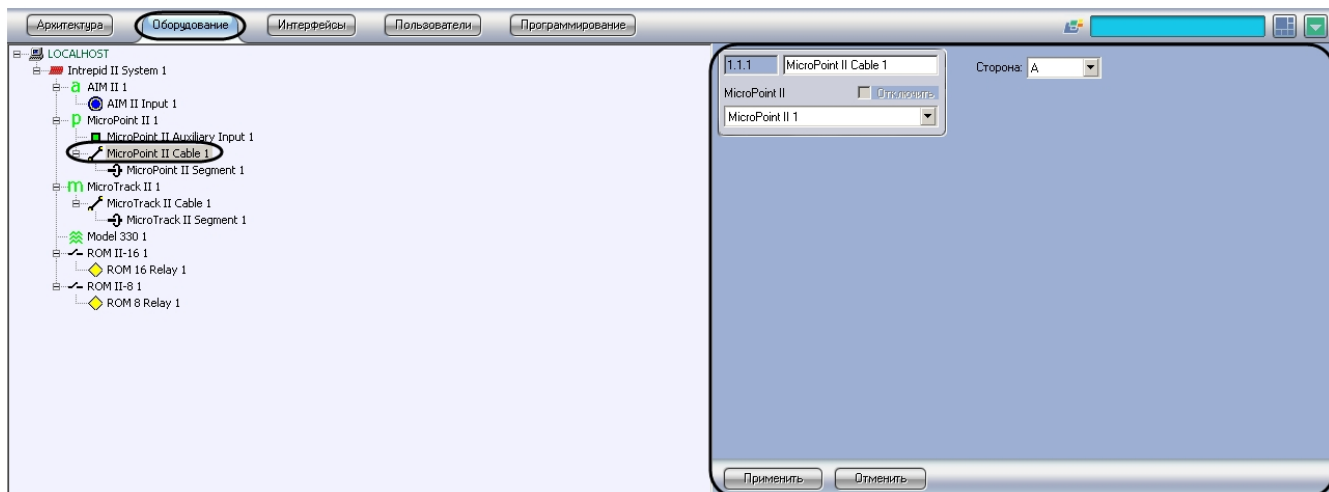 Архитектура Оборудование Интерфейсы Пользователи Программирование
LOCALHOST
Intrepid II System 1
a AIM II 1
AIM II Input 1
p MicroPoint II 1
MicroPoint II Auxiliary Input 1
MicroPoint II Cable 1
MicroPoint II Segment 1
m MicroTrack II 1
MicroTrack II Cable 1
MicroTrack II Segment 1
Model 330 1
ROM II-16 1
ROM 16 Relay 1
ROM II-8 1
ROM 8 Relay 1
1.1.1 MicroPoint II Cable 1 Сторона: A
MicroPoint II Отключить
MicroPoint II 1
Применить Отменить